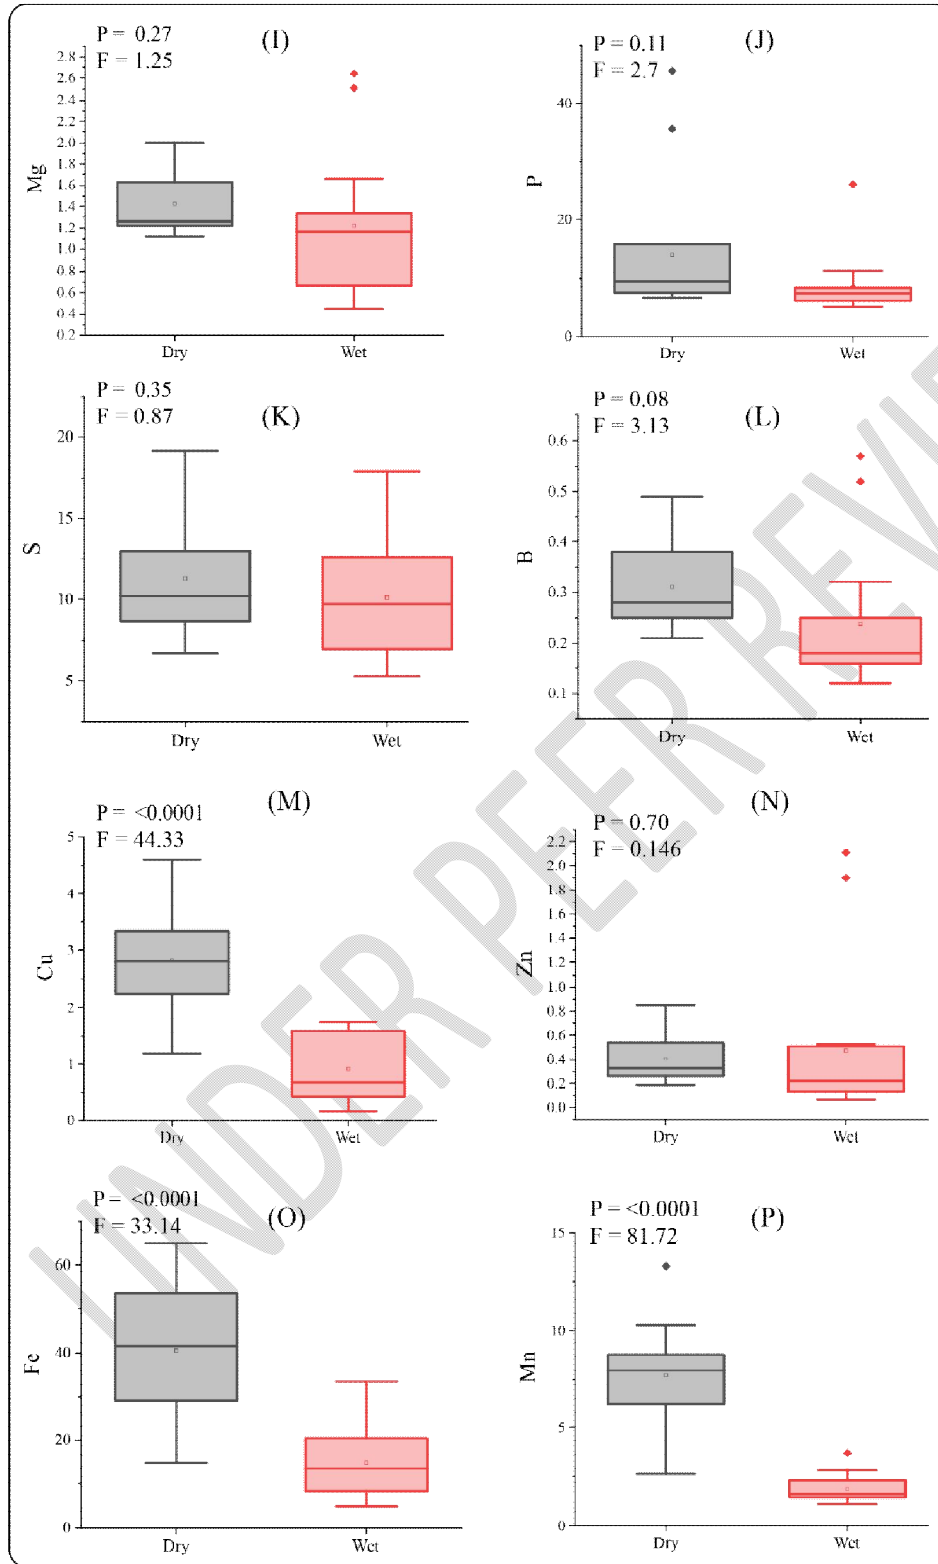 P = 0.27
F = 1.25
(I)
Mg
2.8
2.6
2.4
2.2
2.0
1.8
1.6
1.4
1.2
1.0
0.8
0.6
0.4
0.2
Dry
Wet
P = 0.11
F = 2.7
(J)
P
40
20
0
Dry
Wet
P = 0.35
F = 0.87
(K)
S
20
15
10
5
Dry
Wet
P = 0.08
F = 3.13
(L)
B
0.6
0.5
0.4
0.3
0.2
0.1
Dry
Wet
P = <0.0001
F = 44.33
(M)
Cu
5
4
3
2
1
0
Dry
Wet
P = 0.70
F = 0.146
(N)
Zn
2.2
2.0
1.8
1.6
1.4
1.2
1.0
0.8
0.6
0.4
0.2
0.0
Dry
Wet
P = <0.0001
F = 33.14
(O)
Fe
60
40
20
0
Dry
Wet
P = <0.0001
F = 81.72
(P)
Mn
15
10
5
0
Dry
Wet
UNDER PEER REVIE